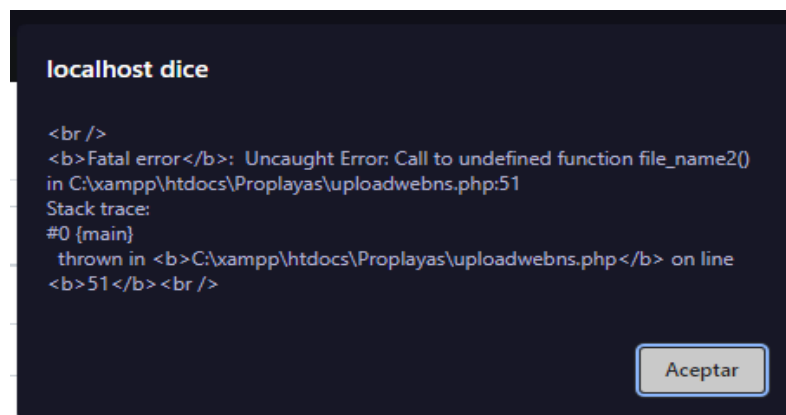 localhost dice
<br />
<b>Fatal error</b>:  Uncaught Error: Call to undefined function file_name2()
in C:\xampp\htdocs\Proplayas\uploadwebns.php:51
Stack trace:
#0 {main}
  thrown in <b>C:\xampp\htdocs\Proplayas\uploadwebns.php</b> on line
<b>51</b><br />
Aceptar